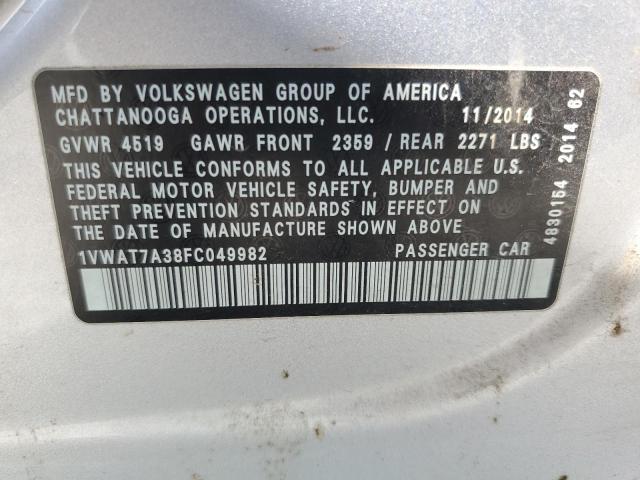 MFD BY VOLKSWAGEN GROUP OF AMERICA
CHATTANOOGA OPERATIONS, LLC. 11/2014
GVWR 4519 GAWR FRONT 2359 / REAR 2271 LBS
THIS VEHICLE CONFORMS TO ALL APPLICABLE U.S.
FEDERAL MOTOR VEHICLE SAFETY, BUMPER AND
THEFT PREVENTION STANDARDS IN EFFECT ON
THE DATE OF MANUFACTURE SHOWN ABOVE
1VWAT7A38FC049982 PASSENGER CAR
4830154 2014 62